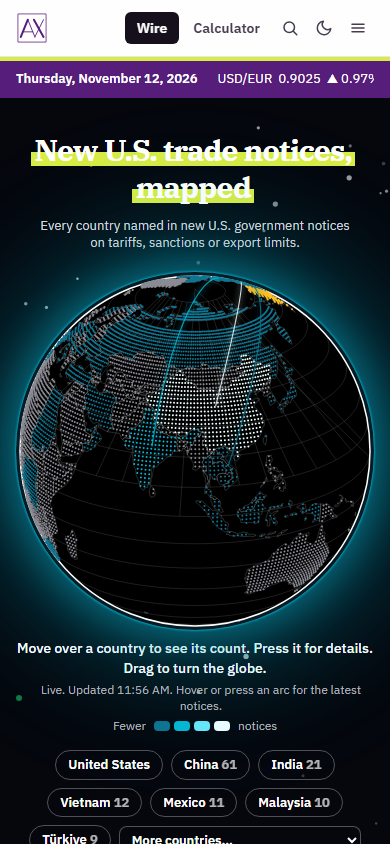 AX
Wire
Calculator
Thursday, November 12, 2026 USD/EUR 0.9025 ▲ 0.97%
New U.S. trade notices,
mapped
Every country named in new U.S. government notices
on tariffs, sanctions or export limits.
Move over a country to see its count. Press it for details.
Drag to turn the globe.
Live. Updated 11:56 AM. Hover or press an arc for the latest
notices.
Fewer notices
United States China 61 India 21
Vietnam 12 Mexico 11 Malaysia 10
Türkiye 9 More countries...